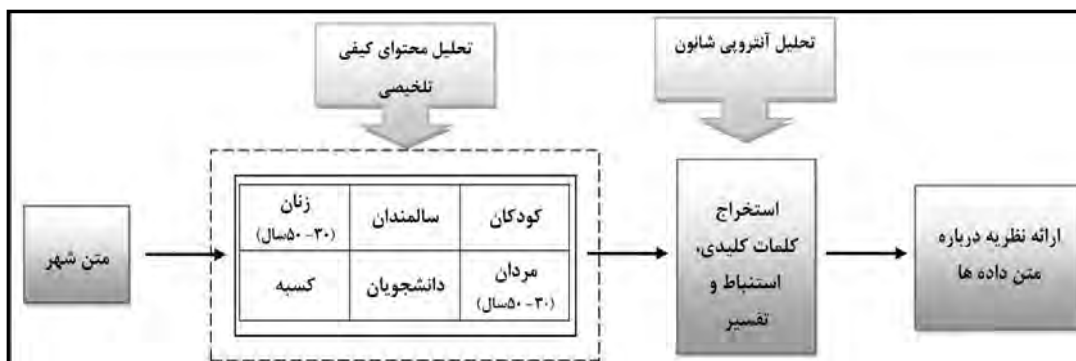 تحلیل محتوای کیفی
تلخیصی
تحلیل آنتروپی شانون
متن شهر
زنان
(۳۰-۵۰سال)
سالمندان
کودکان
کسبه
دانشجویان
مردان
(۳۰-۵۰سال)
استخراج
کلمات کلیدی،
استنباط و
تفسیر
ارائه نظریه درباره
متن داده ها